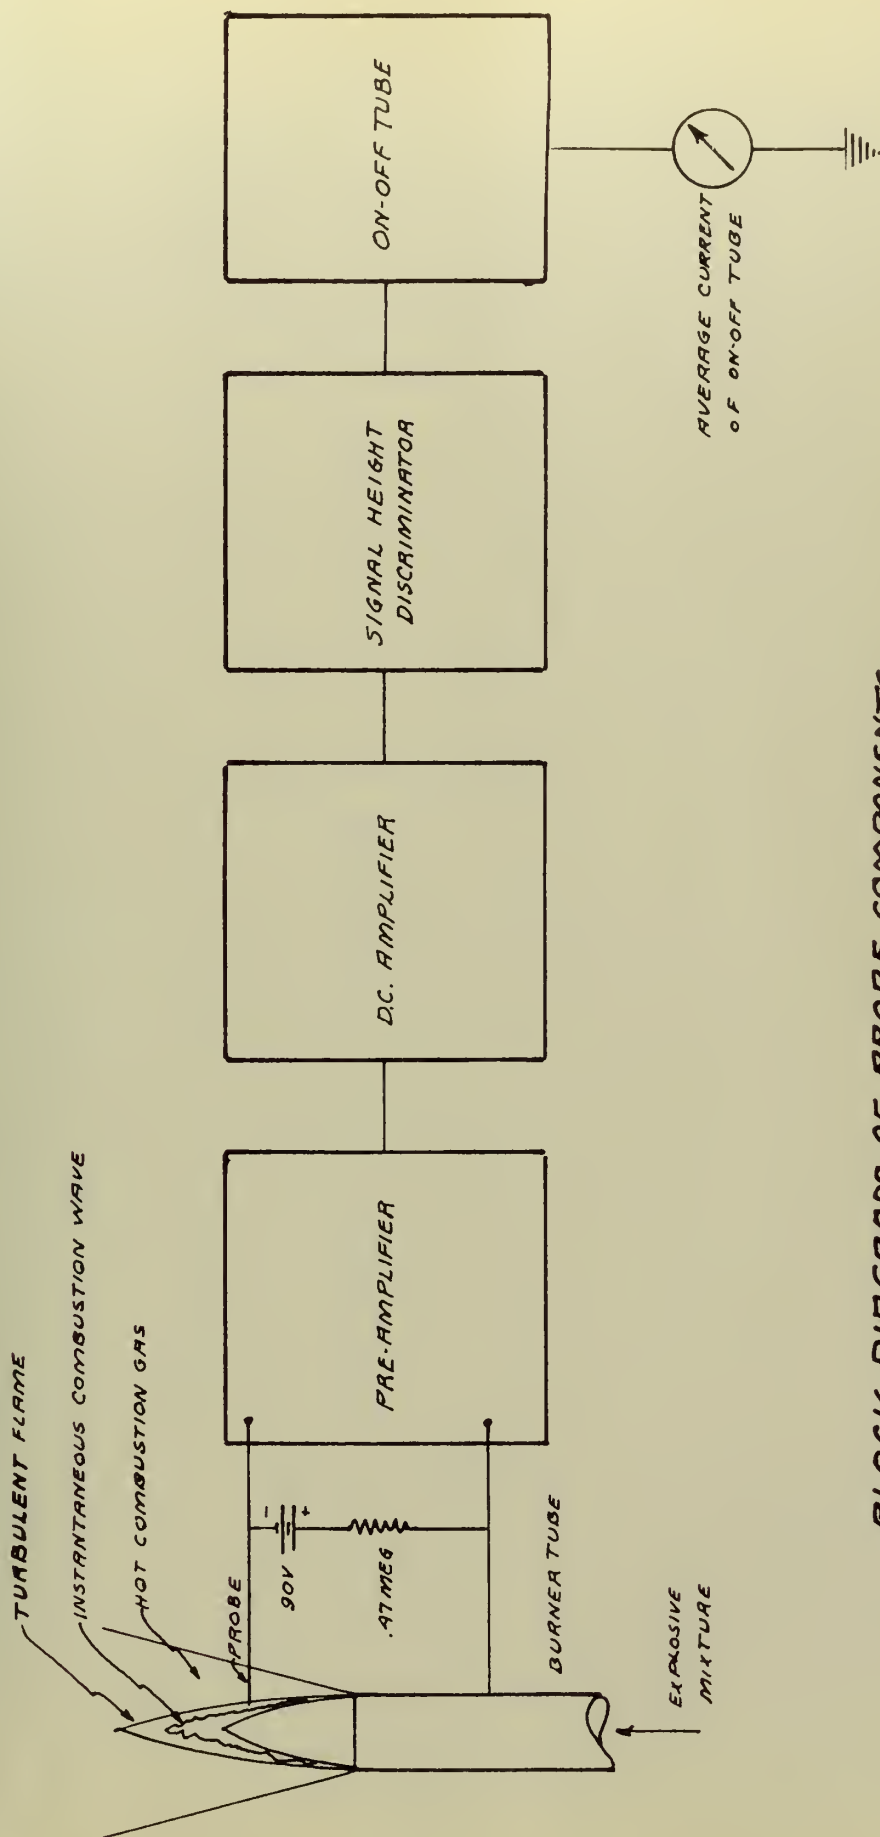 TURBULENT FLAME
INSTANTANEOUS COMBUSTION WAVE
HOT COMBUSTION GAS
PROBE
90V
-
+
.47 MEG
BURNER TUBE
EXPLOSIVE
MIXTURE
PRE-AMPLIFIER
D.C. AMPLIFIER
SIGNAL HEIGHT
DISCRIMINATOR
ON-OFF TUBE
AVERAGE CURRENT
OF ON-OFF TUBE
BLOCK DIAGRAM OF PROBE COMPONENTS